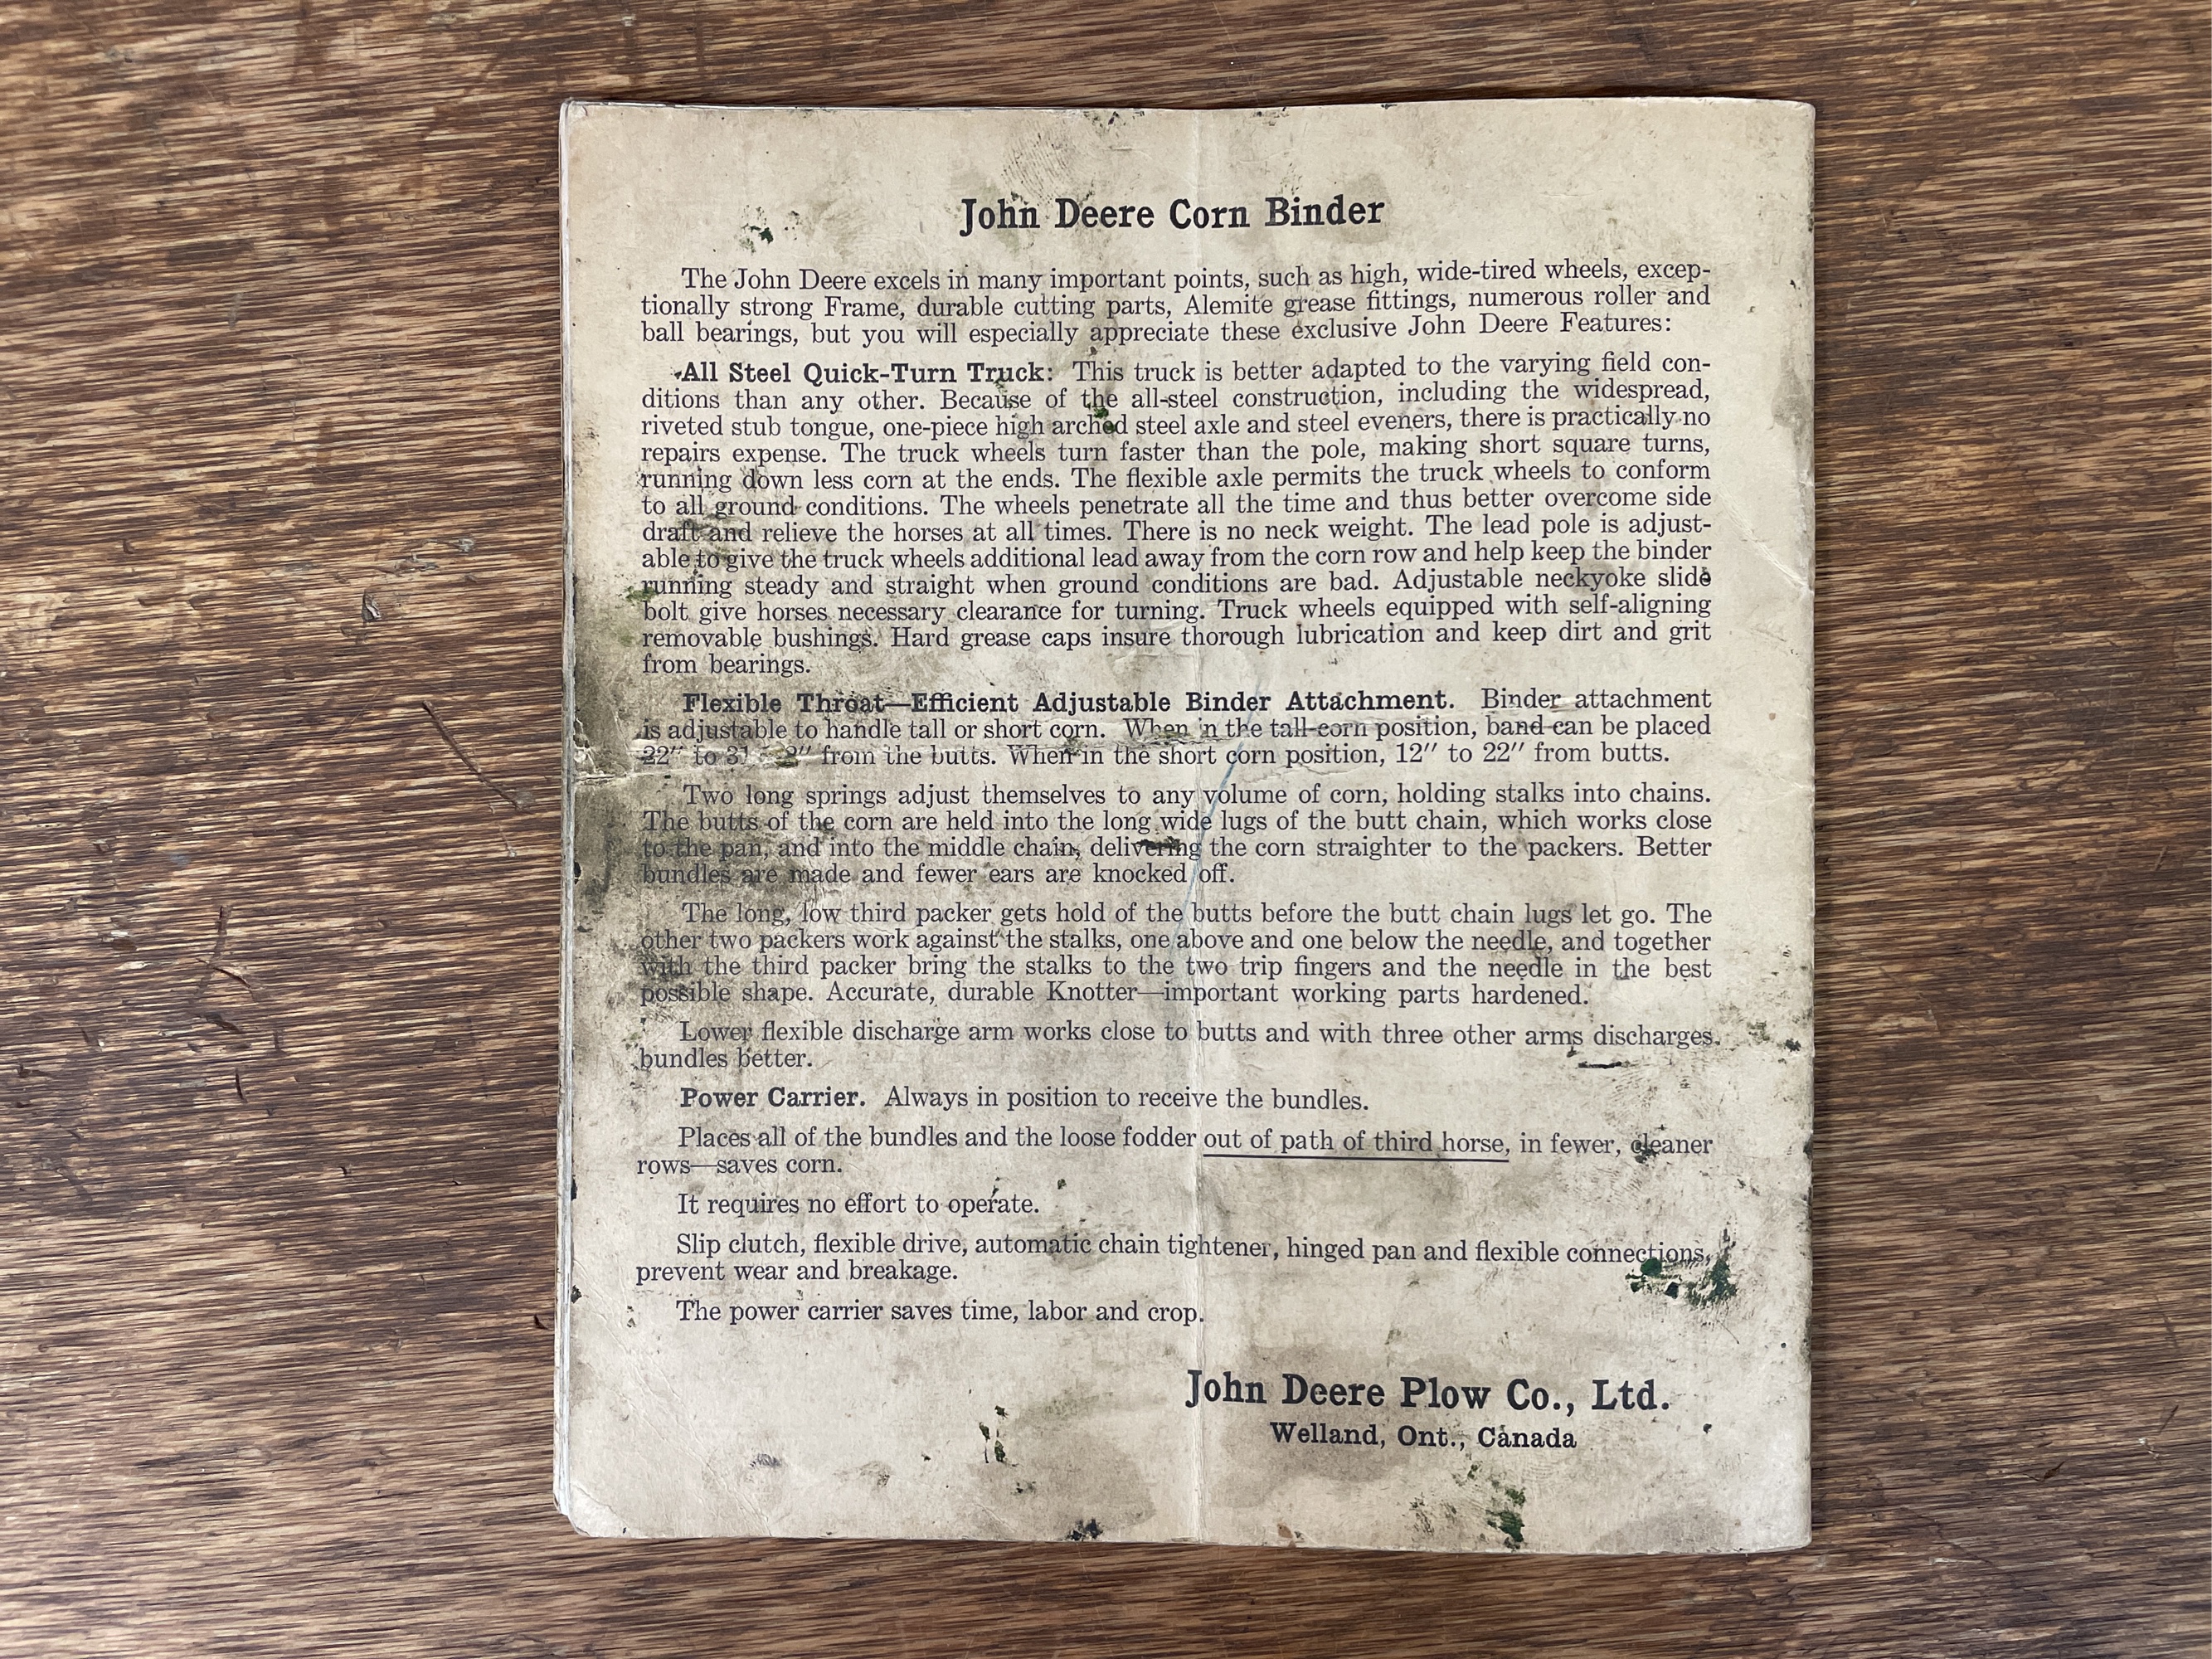 John Deere Corn Binder
The John Deere excels in many important points, such as high, wide-tired wheels, excep-
tionally strong Frame, durable cutting parts, Alemite grease fittings, numerous roller and
ball bearings, but you will especially appreciate these exclusive John Deere Features:
All Steel Quick-Turn Truck: This truck is better adapted to the varying field con-
ditions than any other. Because of the all-steel construction, including the widespread,
riveted stub tongue, one-piece high arched steel axle and steel eveners, there is practically no
repairs expense. The truck wheels turn faster than the pole, making short square turns,
running down less corn at the ends. The flexible axle permits the truck wheels to conform
to all ground conditions. The wheels penetrate all the time and thus better overcome side
draft and relieve the horses at all times. There is no neck weight. The lead pole is adjust-
able to give the truck wheels additional lead away from the corn row and help keep the binder
running steady and straight when ground conditions are bad. Adjustable neckyoke slide
bolt give horses necessary clearance for turning. Truck wheels equipped with self-aligning
removable bushings. Hard grease caps insure thorough lubrication and keep dirt and grit
from bearings.
Flexible Throat—Efficient Adjustable Binder Attachment. Binder attachment
is adjustable to handle tall or short corn. When in the tall-corn position, band can be placed
22″ to from the butts. When in the short corn position, 12″ to 22″ from butts.
Two long springs adjust themselves to any volume of corn, holding stalks into chains.
The butts of the corn are held into the long wide lugs of the butt chain, which works close
to the pan, and into the middle chain, delivering the corn straighter to the packers. Better
bundles are made and fewer ears are knocked off.
The long, low third packer gets hold of the butts before the butt chain lugs let go. The
other two packers work against the stalks, one above and one below the needle, and together
with the third packer bring the stalks to the two trip fingers and the needle in the best
possible shape. Accurate, durable Knotter—important working parts hardened.
Lower flexible discharge arm works close to butts and with three other arms discharges
bundles better.
Power Carrier. Always in position to receive the bundles.
Places all of the bundles and the loose fodder out of path of third horse, in fewer, cleaner
rows—saves corn.
It requires no effort to operate.
Slip clutch, flexible drive, automatic chain tightener, hinged pan and flexible connections,
prevent wear and breakage.
The power carrier saves time, labor and crop.
John Deere Plow Co., Ltd.
Welland, Ont., Canada